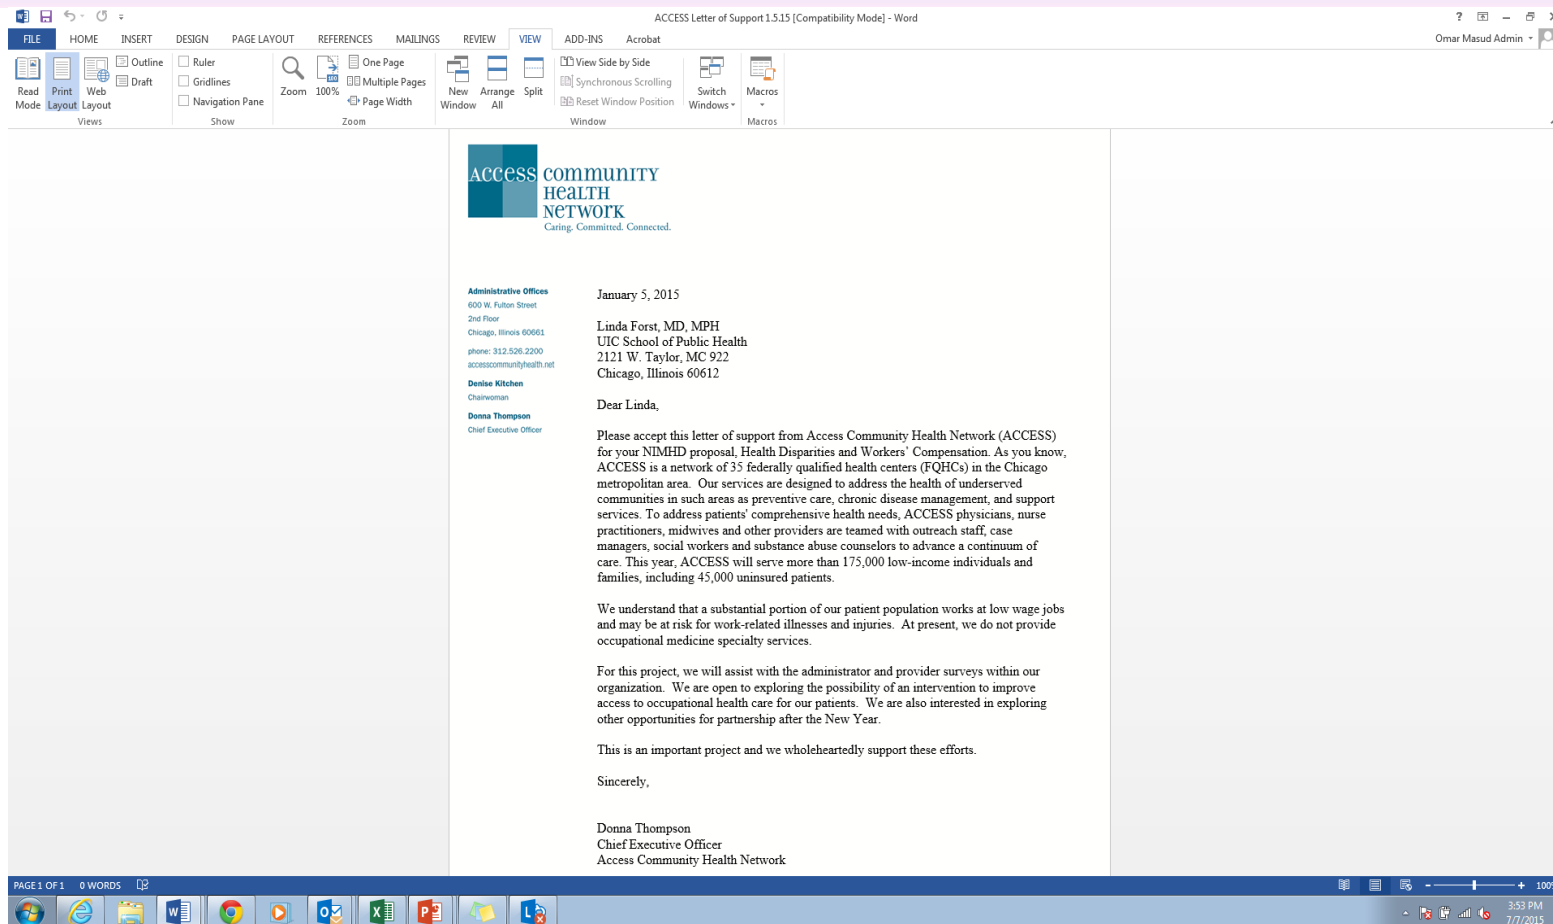 ACCESS Letter of Support 1.5.15 [Compatibility Mode] - Word
FILE HOME INSERT DESIGN PAGE LAYOUT REFERENCES MAILINGS REVIEW VIEW ADD-INS Acrobat
Omar Masud Admin
Read Mode
Print Layout
Web Layout
Outline
Draft
Views
Ruler
Gridlines
Navigation Pane
Show
Zoom
100%
One Page
Multiple Pages
Page Width
Zoom
New Window
Arrange All
Split
View Side by Side
Synchronous Scrolling
Reset Window Position
Switch Windows
Window
Macros
Macros
ACCESS COMMUNITY
HEALTH
NETWORK
Caring. Committed. Connected.
Administrative Offices
600 W. Fulton Street
2nd Floor
Chicago, Illinois 60661
phone: 312.526.2200
accesscommunityhealth.net
Denise Kitchen
Chairwoman
Donna Thompson
Chief Executive Officer
January 5, 2015
Linda Forst, MD, MPH
UIC School of Public Health
2121 W. Taylor, MC 922
Chicago, Illinois 60612
Dear Linda,
Please accept this letter of support from Access Community Health Network (ACCESS)
for your NIMHD proposal, Health Disparities and Workers’ Compensation. As you know,
ACCESS is a network of 35 federally qualified health centers (FQHCs) in the Chicago
metropolitan area.  Our services are designed to address the health of underserved
communities in such areas as preventive care, chronic disease management, and support
services. To address patients' comprehensive health needs, ACCESS physicians, nurse
practitioners, midwives and other providers are teamed with outreach staff, case
managers, social workers and substance abuse counselors to advance a continuum of
care. This year, ACCESS will serve more than 175,000 low-income individuals and
families, including 45,000 uninsured patients.
We understand that a substantial portion of our patient population works at low wage jobs
and may be at risk for work-related illnesses and injuries.  At present, we do not provide
occupational medicine specialty services.
For this project, we will assist with the administrator and provider surveys within our
organization.  We are open to exploring the possibility of an intervention to improve
access to occupational health care for our patients.  We are also interested in exploring
other opportunities for partnership after the New Year.
This is an important project and we wholeheartedly support these efforts.
Sincerely,
Donna Thompson
Chief Executive Officer
Access Community Health Network
PAGE 1 OF 1 0 WORDS
100%
3:53 PM
7/7/2015